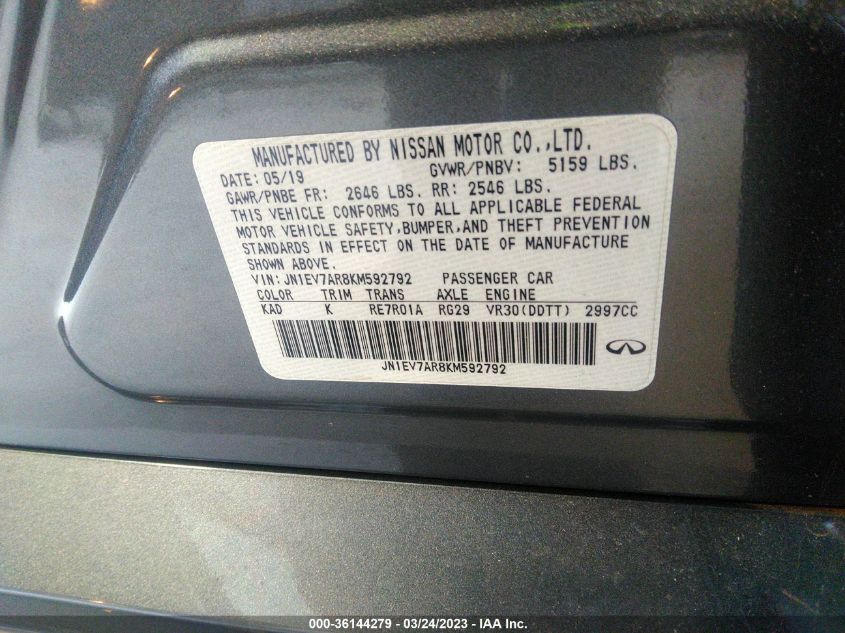 MANUFACTURED BY NISSAN MOTOR CO.,LTD.
DATE: 05/19 GVWR/PNBV: 5159 LBS.
GAWR/PNBE FR: 2646 LBS. RR: 2546 LBS.
THIS VEHICLE CONFORMS TO ALL APPLICABLE FEDERAL
MOTOR VEHICLE SAFETY,BUMPER,AND THEFT PREVENTION
STANDARDS IN EFFECT ON THE DATE OF MANUFACTURE
SHOWN ABOVE.
VIN: JN1EV7AR8KM592792 PASSENGER CAR
COLOR TRIM TRANS AXLE ENGINE
KAD K RE7R01A RG29 VR30(DDTT) 2997CC
JN1EV7AR8KM592792
000-36144279 - 03/24/2023 - IAA Inc.